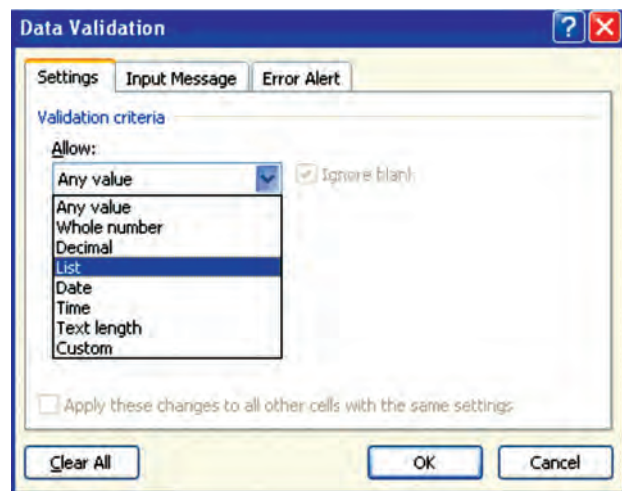 Data Validation
Settings Input Message Error Alert
Validation criteria
Allow:
Any value
Ignore blank
Any value
Whole number
Decimal
List
Date
Time
Text length
Custom
Apply these changes to all other cells with the same settings
Clear All OK Cancel